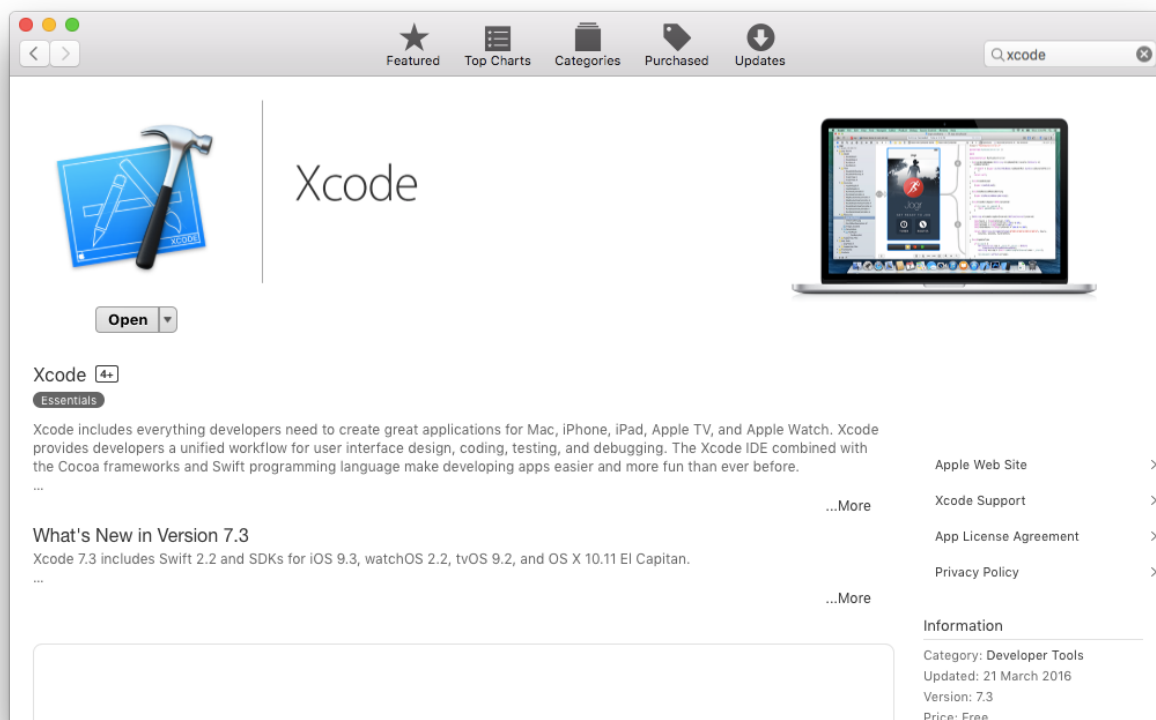 Featured
Top Charts
Categories
Purchased
Updates
xcode
XCODE
Xcode
Jogr
Open
Xcode 4+
Essentials
Xcode includes everything developers need to create great applications for Mac, iPhone, iPad, Apple TV, and Apple Watch. Xcode
provides developers a unified workflow for user interface design, coding, testing, and debugging. The Xcode IDE combined with
the Cocoa frameworks and Swift programming language make developing apps easier and more fun than ever before.
...
...More
What's New in Version 7.3
Xcode 7.3 includes Swift 2.2 and SDKs for iOS 9.3, watchOS 2.2, tvOS 9.2, and OS X 10.11 El Capitan.
...
...More
Apple Web Site
Xcode Support
App License Agreement
Privacy Policy
Information
Category: Developer Tools
Updated: 21 March 2016
Version: 7.3
Price: Free